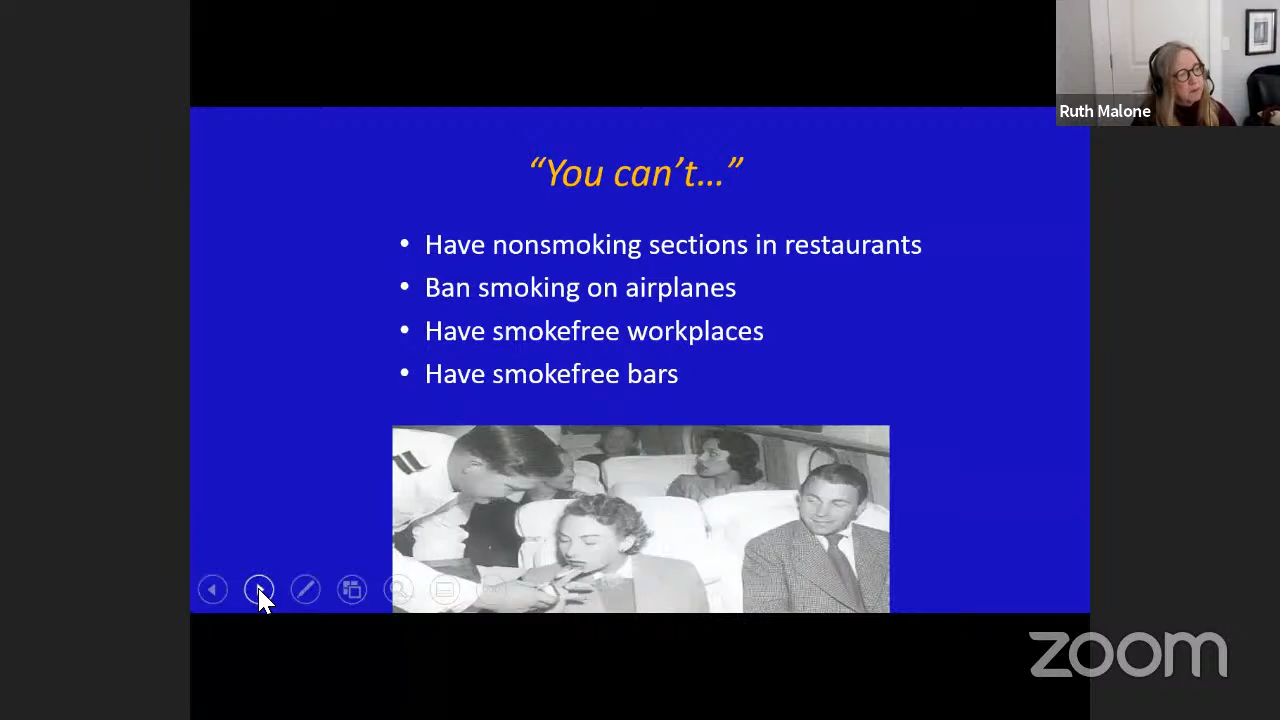 Ruth Malone
“You can’t…”
• Have nonsmoking sections in restaurants
• Ban smoking on airplanes
• Have smokefree workplaces
• Have smokefree bars
zoom